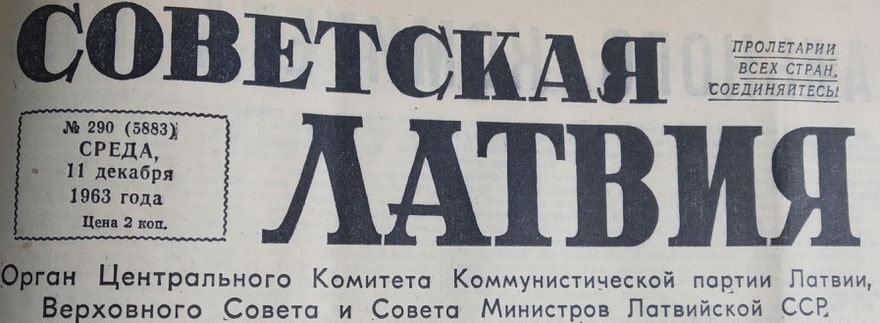 СОВЕТСКАЯ
ЛАТВИЯ
ПРОЛЕТАРИИ
ВСЕХ СТРАН,
СОЕДИНЯЙТЕСЬ!
№ 290 (5883)
СРЕДА,
11 декабря
1963 года
Цена 2 коп.
Орган Центрального Комитета Коммунистической партии Латвии,
Верховного Совета и Совета Министров Латвийской ССР.